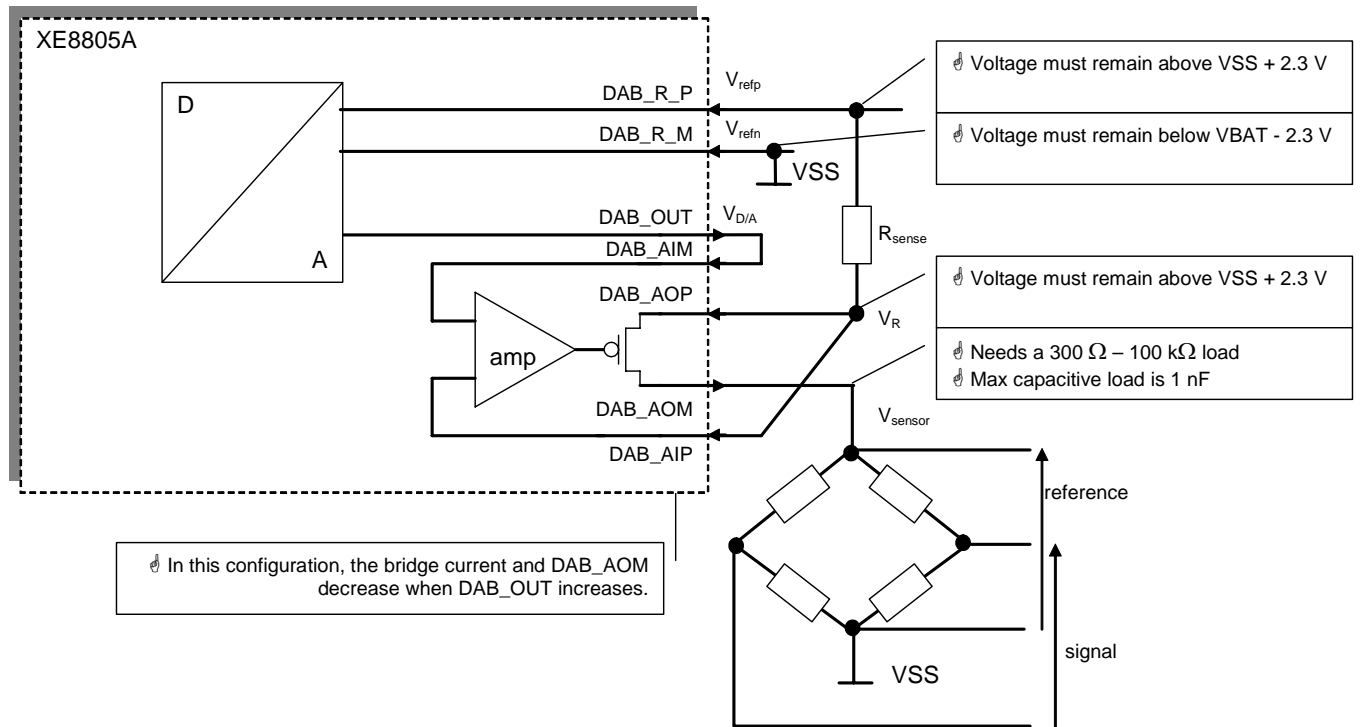 XE8805A
D
A
DAB_R_P
V_refp
DAB_R_M
V_refn
VSS
DAB_OUT
V_D/A
DAB_AIM
R_sense
DAB_AOP
V_R
amp
DAB_AOM
V_sensor
DAB_AIP
☝ Voltage must remain above VSS + 2.3 V
☝ Voltage must remain below VBAT - 2.3 V
☝ Voltage must remain above VSS + 2.3 V
☝ Needs a 300 Ω – 100 kΩ load
☝ Max capacitive load is 1 nF
reference
signal
VSS
☝ In this configuration, the bridge current and DAB_AOM
decrease when DAB_OUT increases.